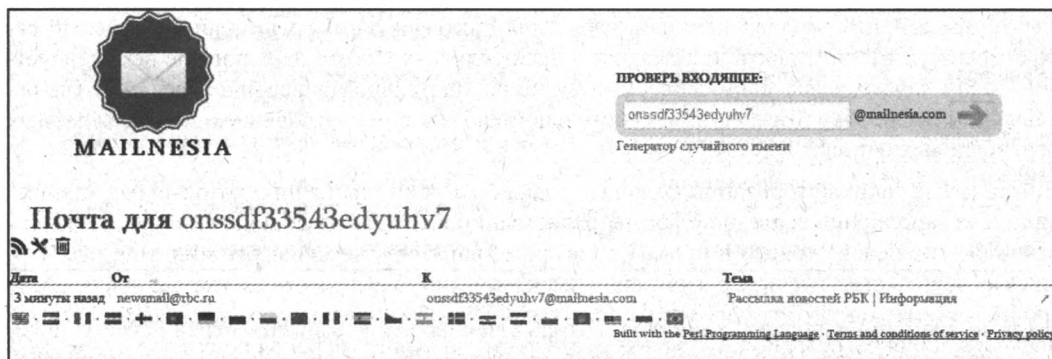 ПРОВЕРЬ ВХОДЯЩЕЕ:
onssdf33543edyuhv7 @mailnesia.com
Генератор случайного имени
MAILNESIA
Почта для onssdf33543edyuhv7
Дата От К Тема
3 минуты назад newsmail@rbc.ru onssdf33543edyuhv7@mailnesia.com Рассылка новостей РБК | Информация
Built with the Perl Programming Language · Terms and conditions of service · Privacy policy